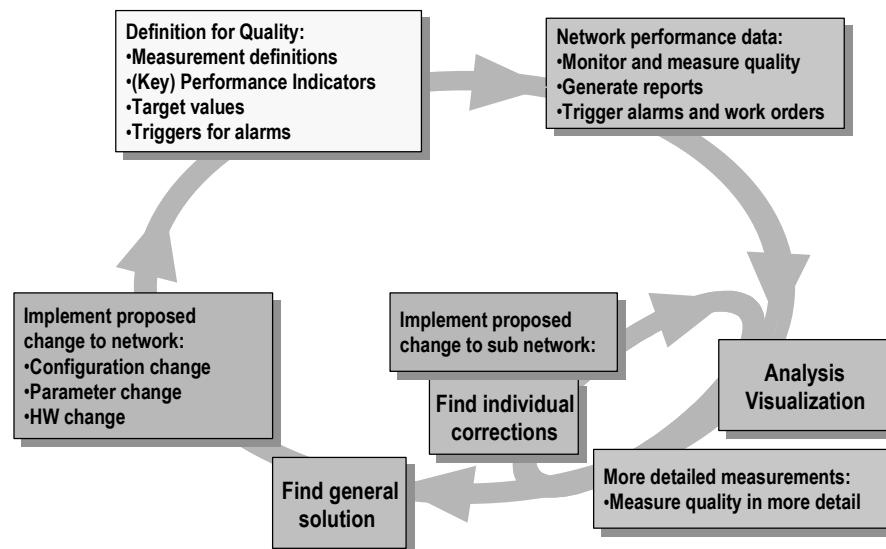 Definition for Quality:
•Measurement definitions
•(Key) Performance Indicators
•Target values
•Triggers for alarms
Network performance data:
•Monitor and measure quality
•Generate reports
•Trigger alarms and work orders
Implement proposed
change to network:
•Configuration change
•Parameter change
•HW change
Implement proposed
change to sub network:
Find individual
corrections
Analysis
Visualization
Find general
solution
More detailed measurements:
•Measure quality in more detail